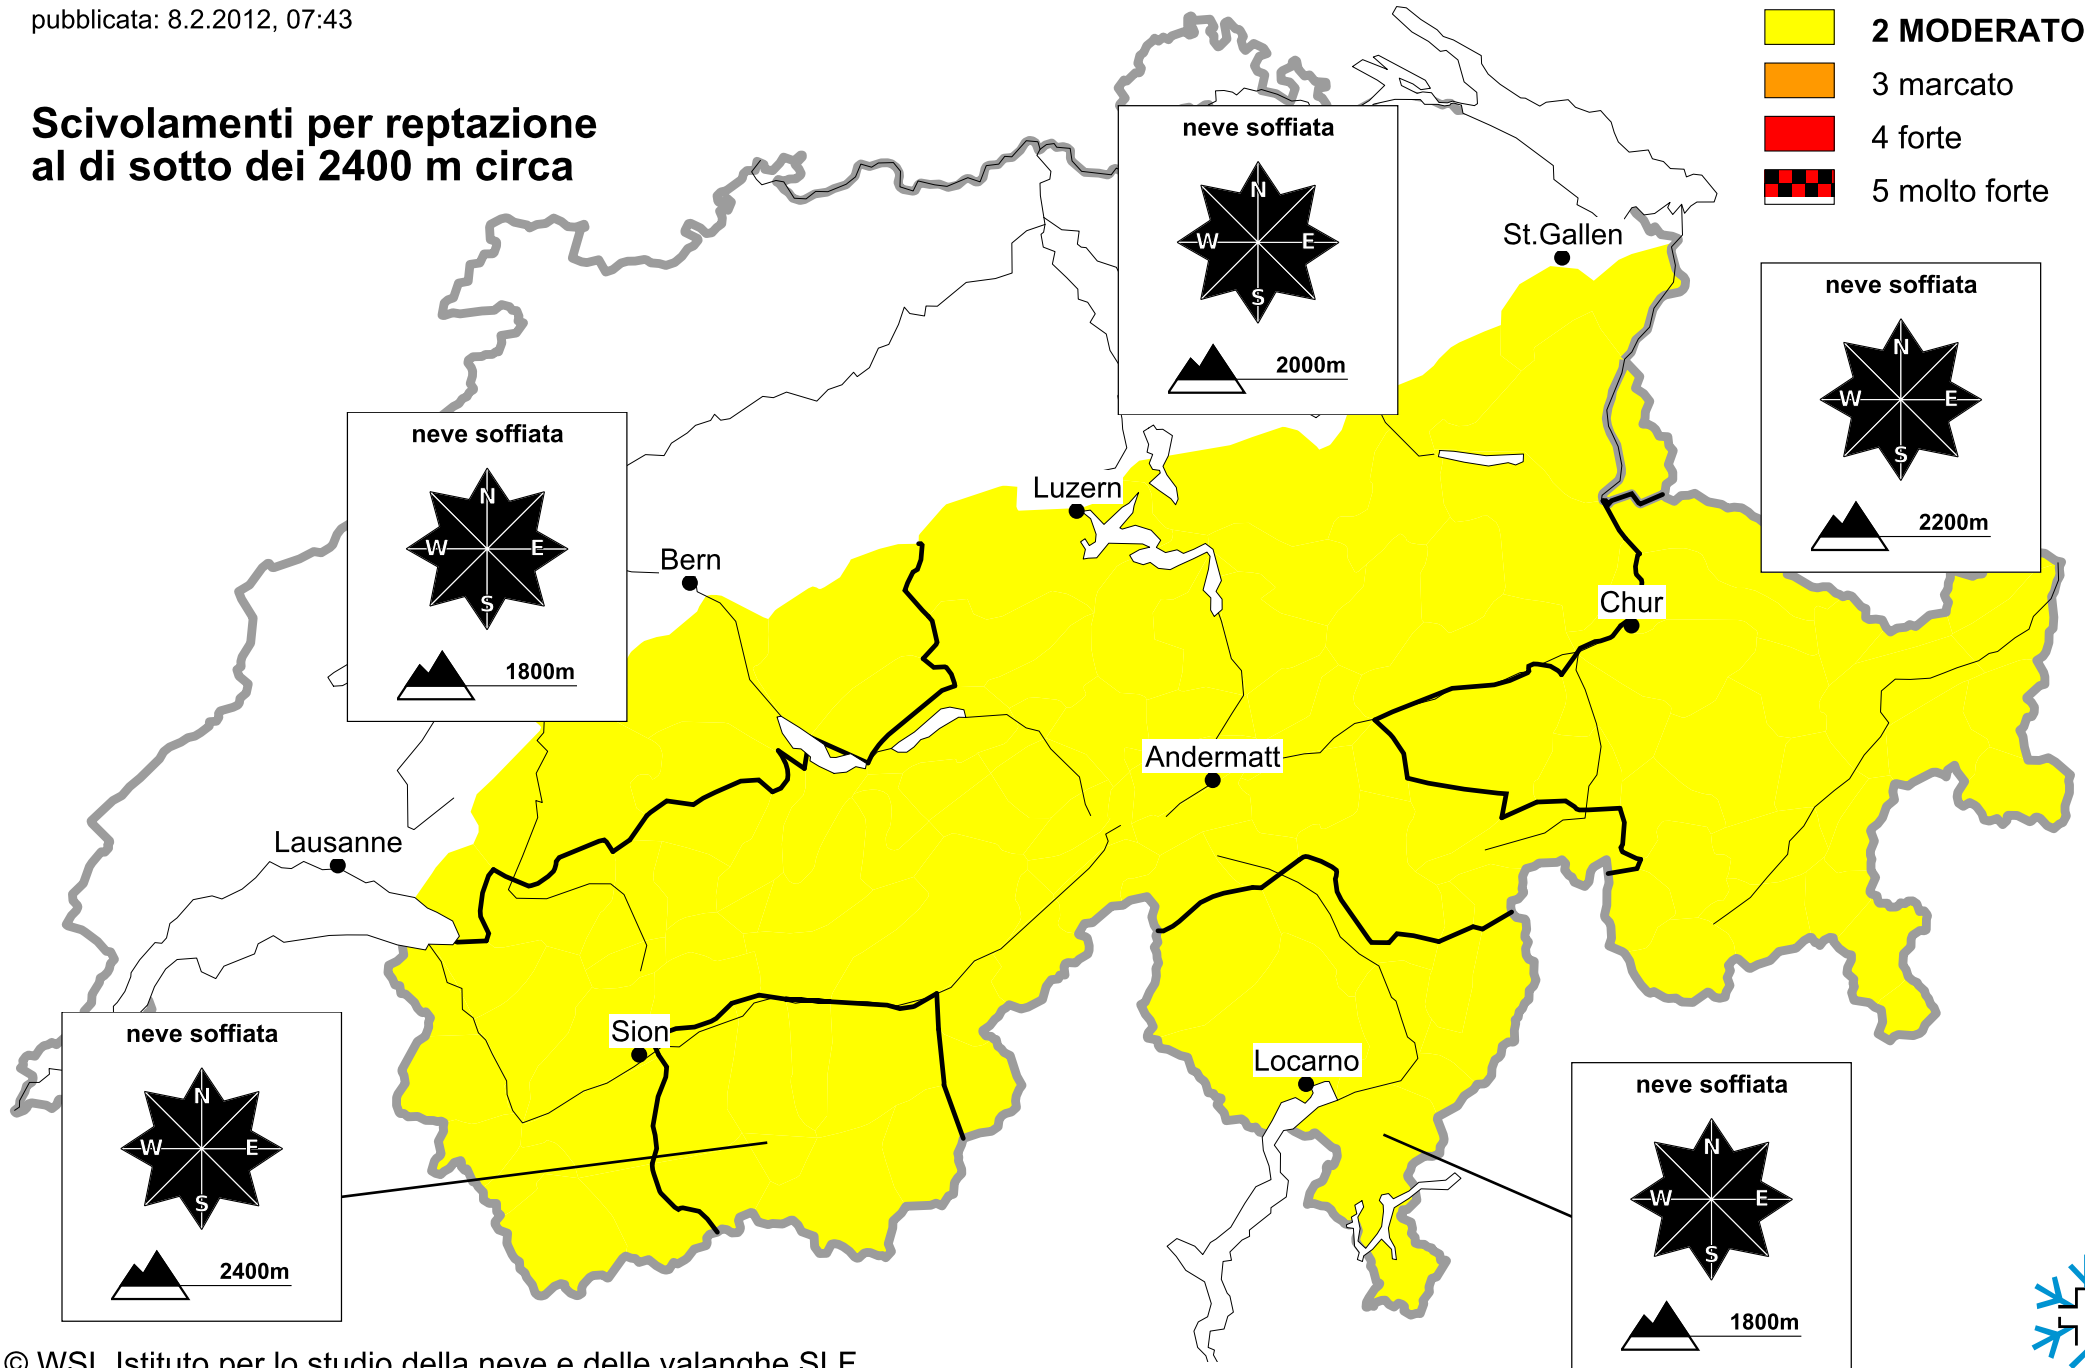 pubblicata: 8.2.2012, 07:43
Scivolamenti per reptazione
al di sotto dei 2400 m circa
2 MODERATO
3 marcato
4 forte
5 molto forte
neve soffiata
N
W E
S
2000m
St.Gallen
neve soffiata
N
W E
S
2200m
neve soffiata
N
W E
S
1800m
Luzern
Bern
Chur
Andermatt
Lausanne
Sion
Locarno
neve soffiata
N
W E
S
2400m
neve soffiata
N
W E
S
1800m
© WSL Istituto per lo studio della neve e delle valanghe SLF